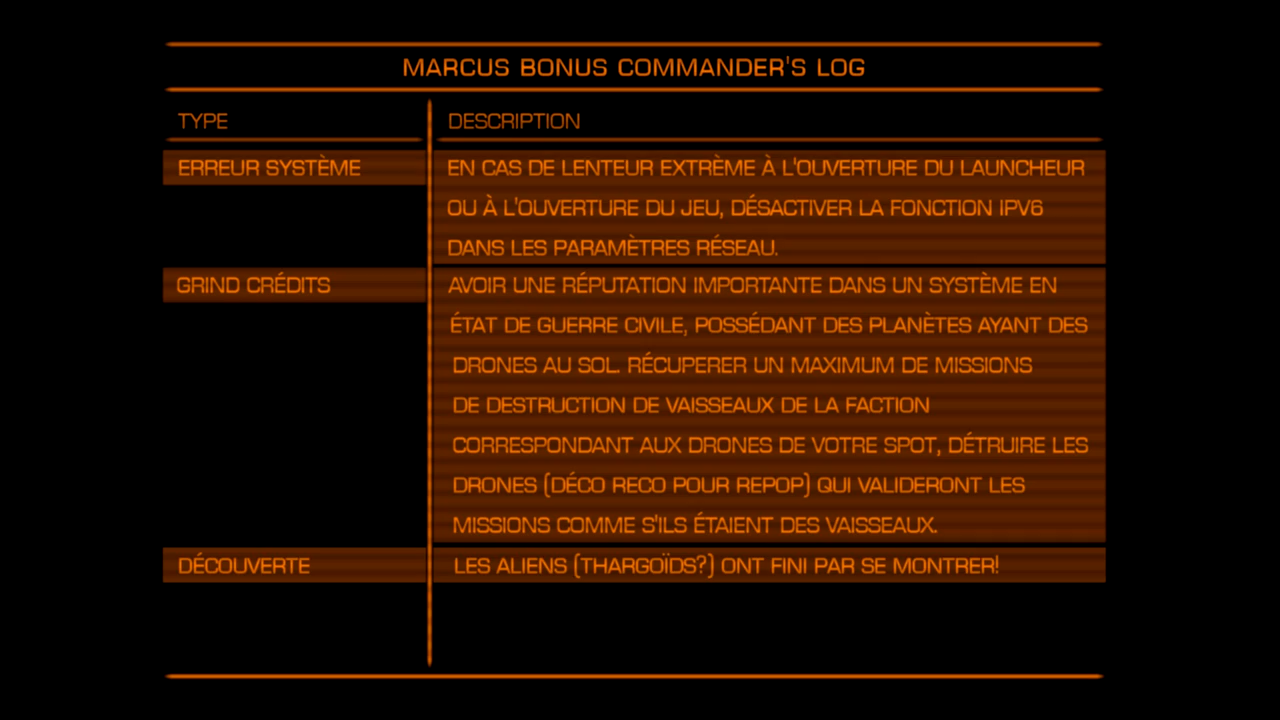 MARCUS BONUS COMMANDER'S LOG
TYPE DESCRIPTION
ERREUR SYSTÈME EN CAS DE LENTEUR EXTRÈME À L'OUVERTURE DU LAUNCHEUR
OU À L'OUVERTURE DU JEU, DÉSACTIVER LA FONCTION IPV6
DANS LES PARAMÈTRES RÉSEAU.
GRIND CRÉDITS AVOIR UNE RÉPUTATION IMPORTANTE DANS UN SYSTÈME EN
ÉTAT DE GUERRE CIVILE, POSSÉDANT DES PLANÈTES AYANT DES
DRONES AU SOL. RÉCUPERER UN MAXIMUM DE MISSIONS
DE DESTRUCTION DE VAISSEAUX DE LA FACTION
CORRESPONDANT AUX DRONES DE VOTRE SPOT, DÉTRUIRE LES
DRONES (DÉCO RECO POUR REPOP) QUI VALIDERONT LES
MISSIONS COMME S'ILS ÉTAIENT DES VAISSEAUX.
DÉCOUVERTE LES ALIENS (THARGOÏDS?) ONT FINI PAR SE MONTRER!